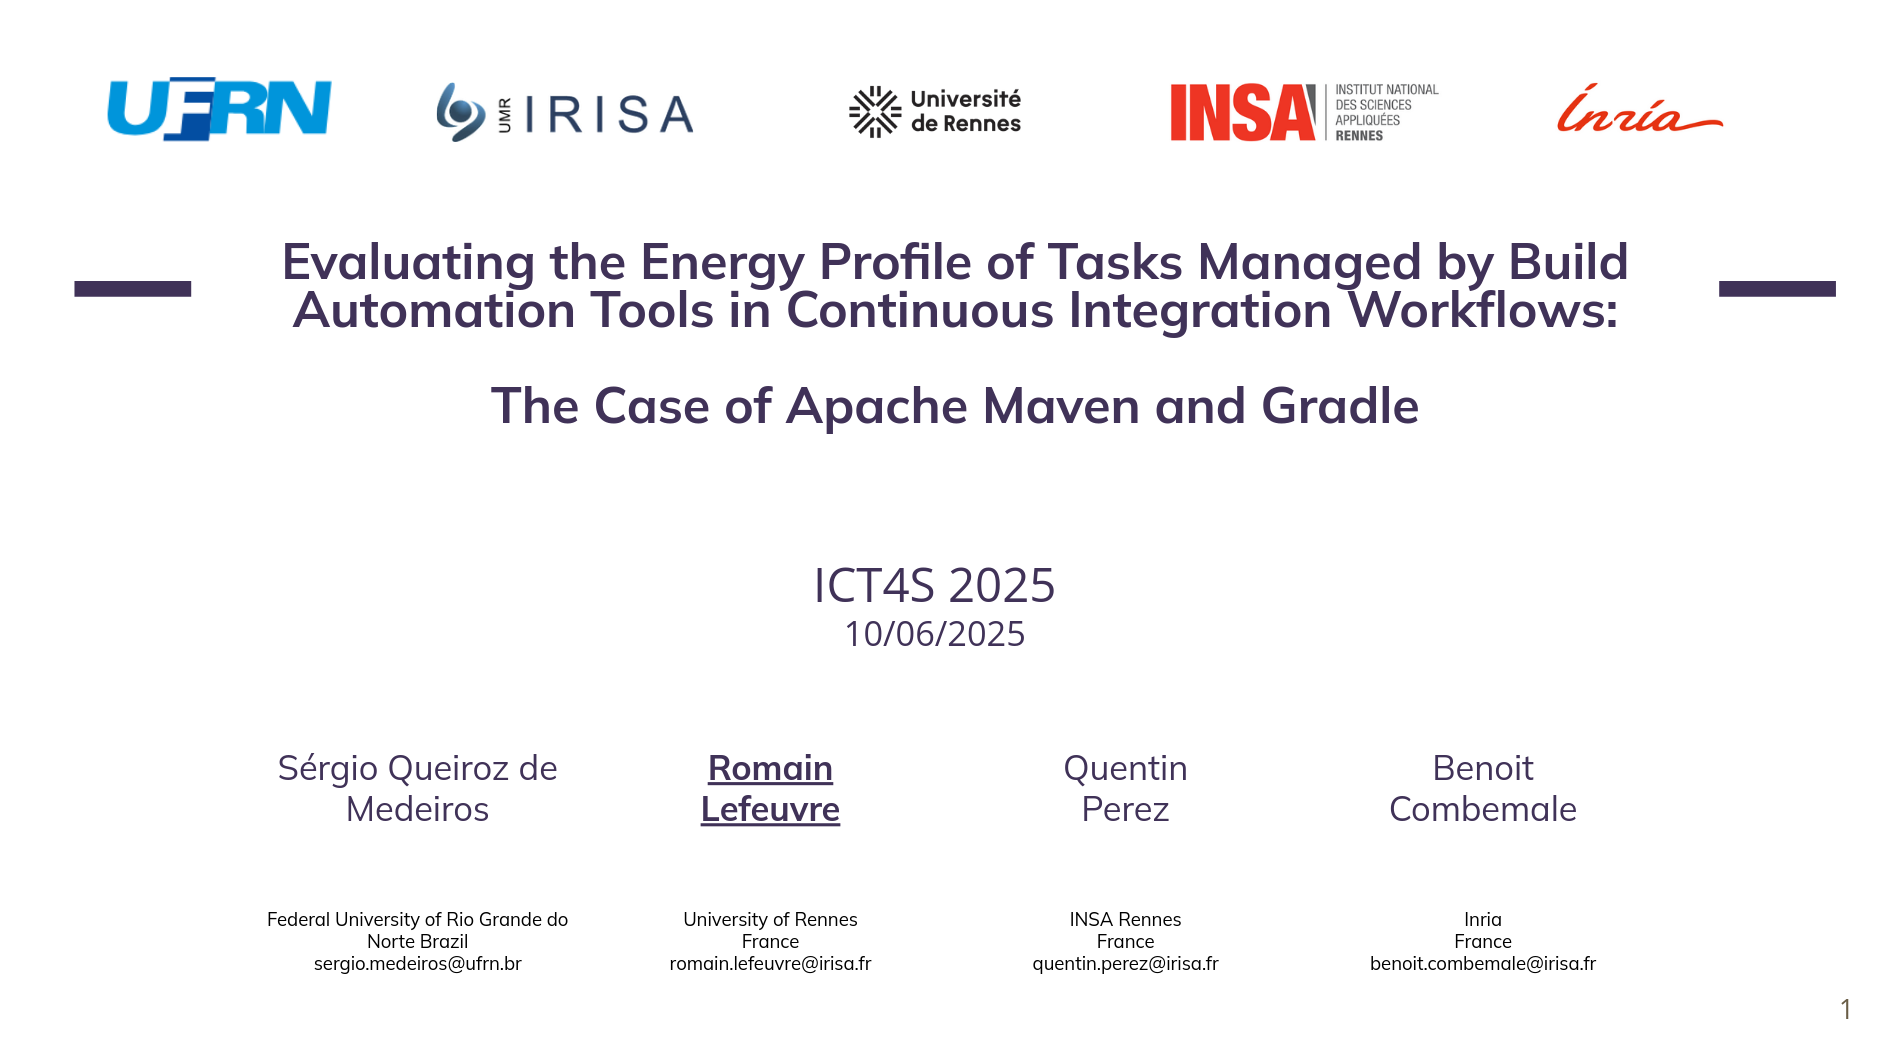 UFRN
UMR IRISA
Université
de Rennes
INSA
INSTITUT NATIONAL
DES SCIENCES
APPLIQUÉES
RENNES
Inría
Evaluating the Energy Profile of Tasks Managed by Build
Automation Tools in Continuous Integration Workflows:
The Case of Apache Maven and Gradle
ICT4S 2025
10/06/2025
Sérgio Queiroz de
Medeiros
Romain
Lefeuvre
Quentin
Perez
Benoit
Combemale
Federal University of Rio Grande do
Norte Brazil
sergio.medeiros@ufrn.br
University of Rennes
France
romain.lefeuvre@irisa.fr
INSA Rennes
France
quentin.perez@irisa.fr
Inria
France
benoit.combemale@irisa.fr
1